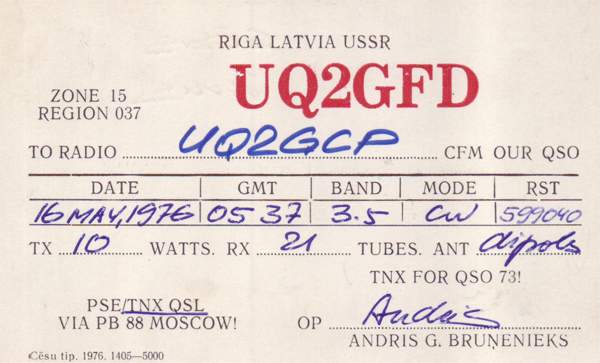 RIGA LATVIA USSR
UQ2GFD
ZONE 15
REGION 037
TO RADIO UQ2GCP CFM OUR QSO
DATE GMT BAND MODE RST
16 MAY, 1976 05 37 3.5 CW 599040
TX 10 WATTS. RX 21 TUBES. ANT dipole
TNX FOR QSO 73!
PSE/TNX QSL
VIA PB 88 MOSCOW!
OP Andris
ANDRIS G. BRUŅENIEKS
Cēsu tip. 1976. 1405—5000